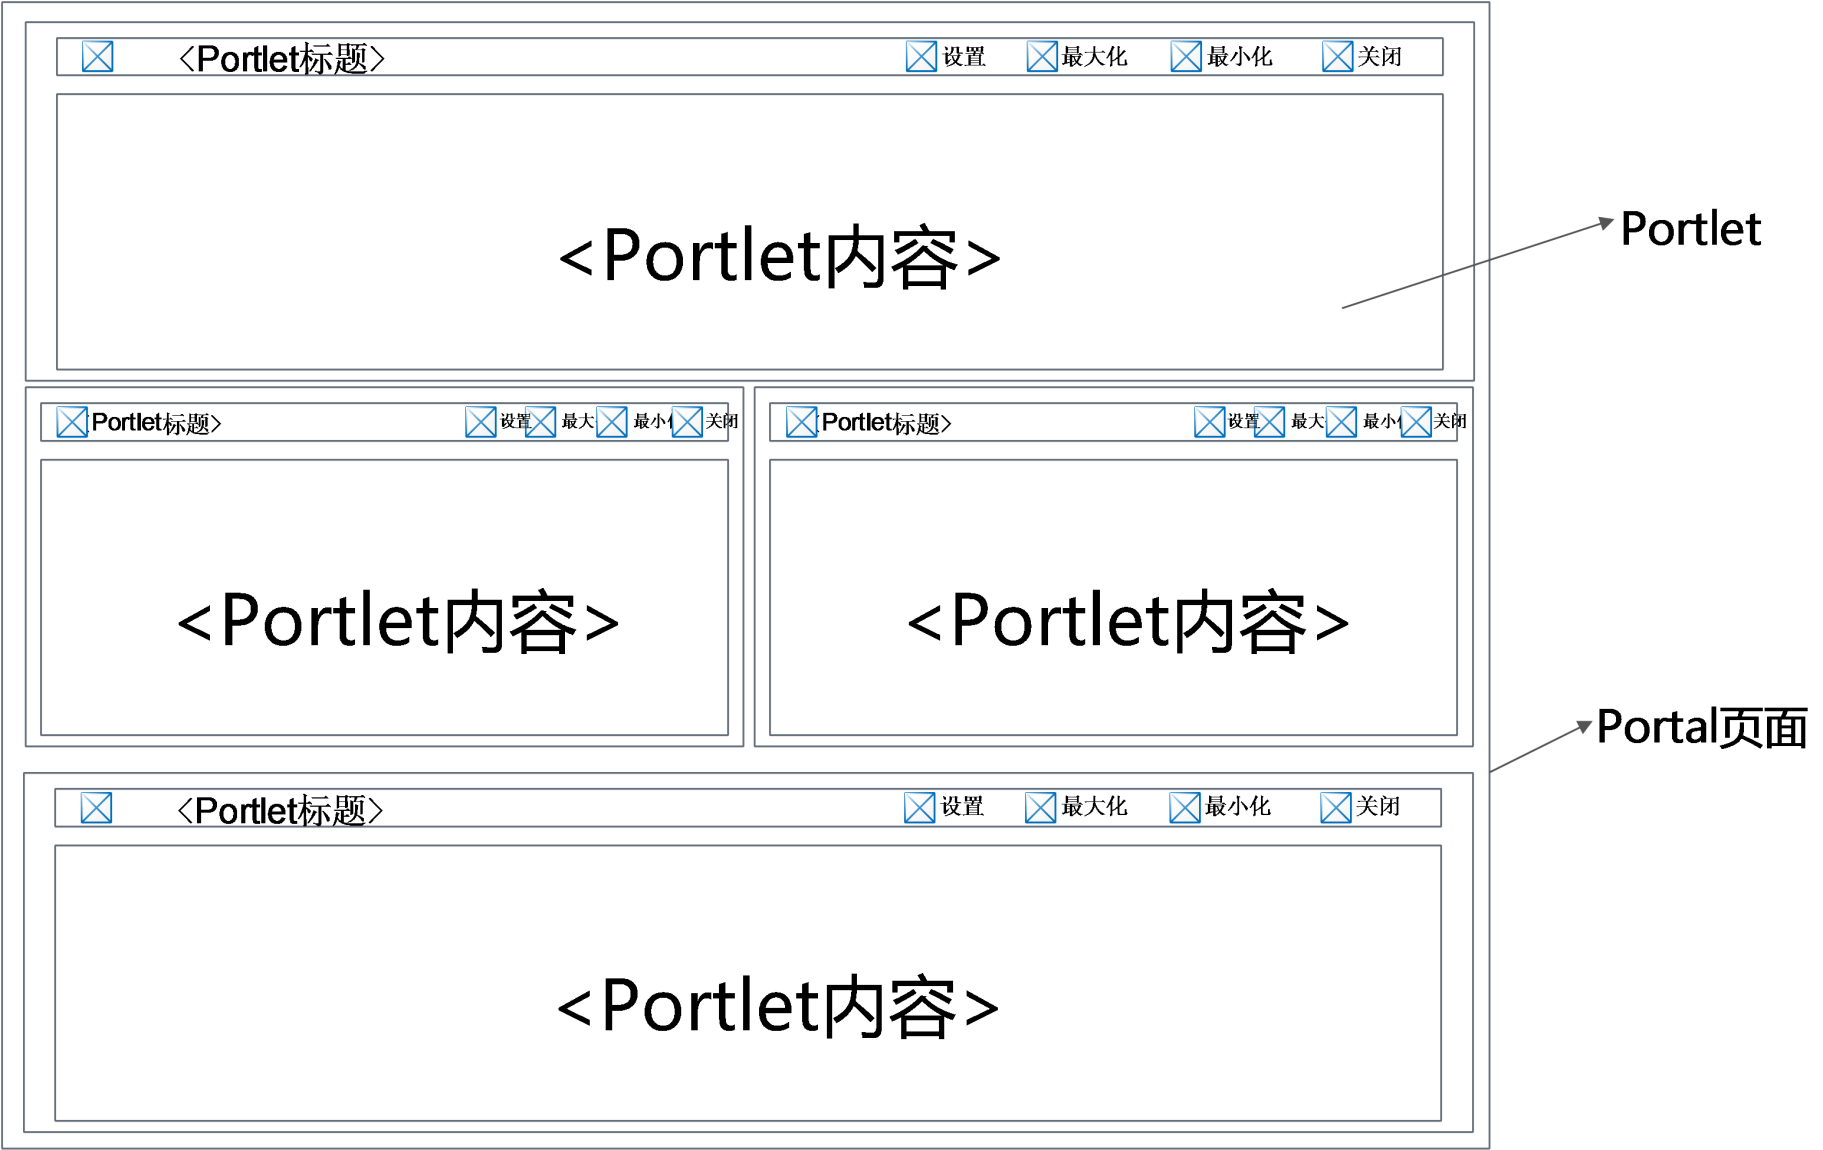 <Portlet标题> 设置 最大化 最小化 关闭
<Portlet内容>
Portlet
Portlet标题> 设置 最大 最小 关闭
Portlet标题> 设置 最大 最小 关闭
<Portlet内容>
<Portlet内容>
Portal页面
<Portlet标题> 设置 最大化 最小化 关闭
<Portlet内容>